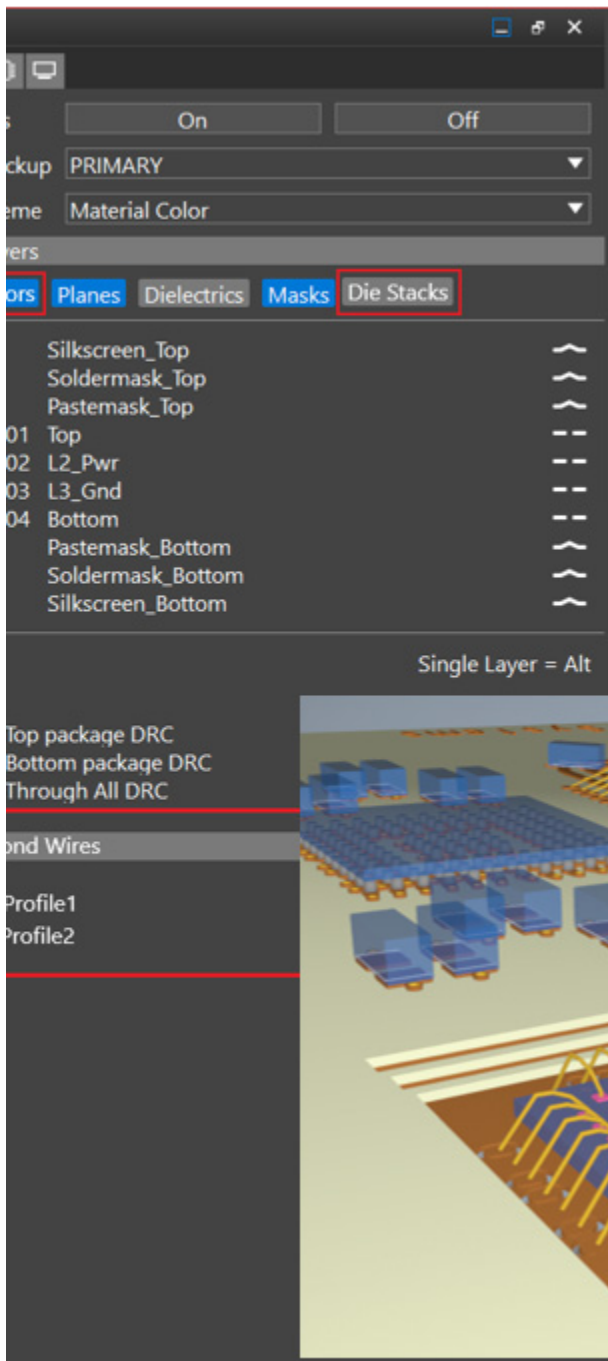 s On Off
ckup PRIMARY
eme Material Color
yers
ors Planes Dielectrics Masks Die Stacks
Silkscreen_Top
Soldermask_Top
Pastemask_Top
01 Top
02 L2_Pwr
03 L3_Gnd
04 Bottom
Pastemask_Bottom
Soldermask_Bottom
Silkscreen_Bottom
Single Layer = Alt
Top package DRC
Bottom package DRC
Through All DRC
ond Wires
Profile1
Profile2